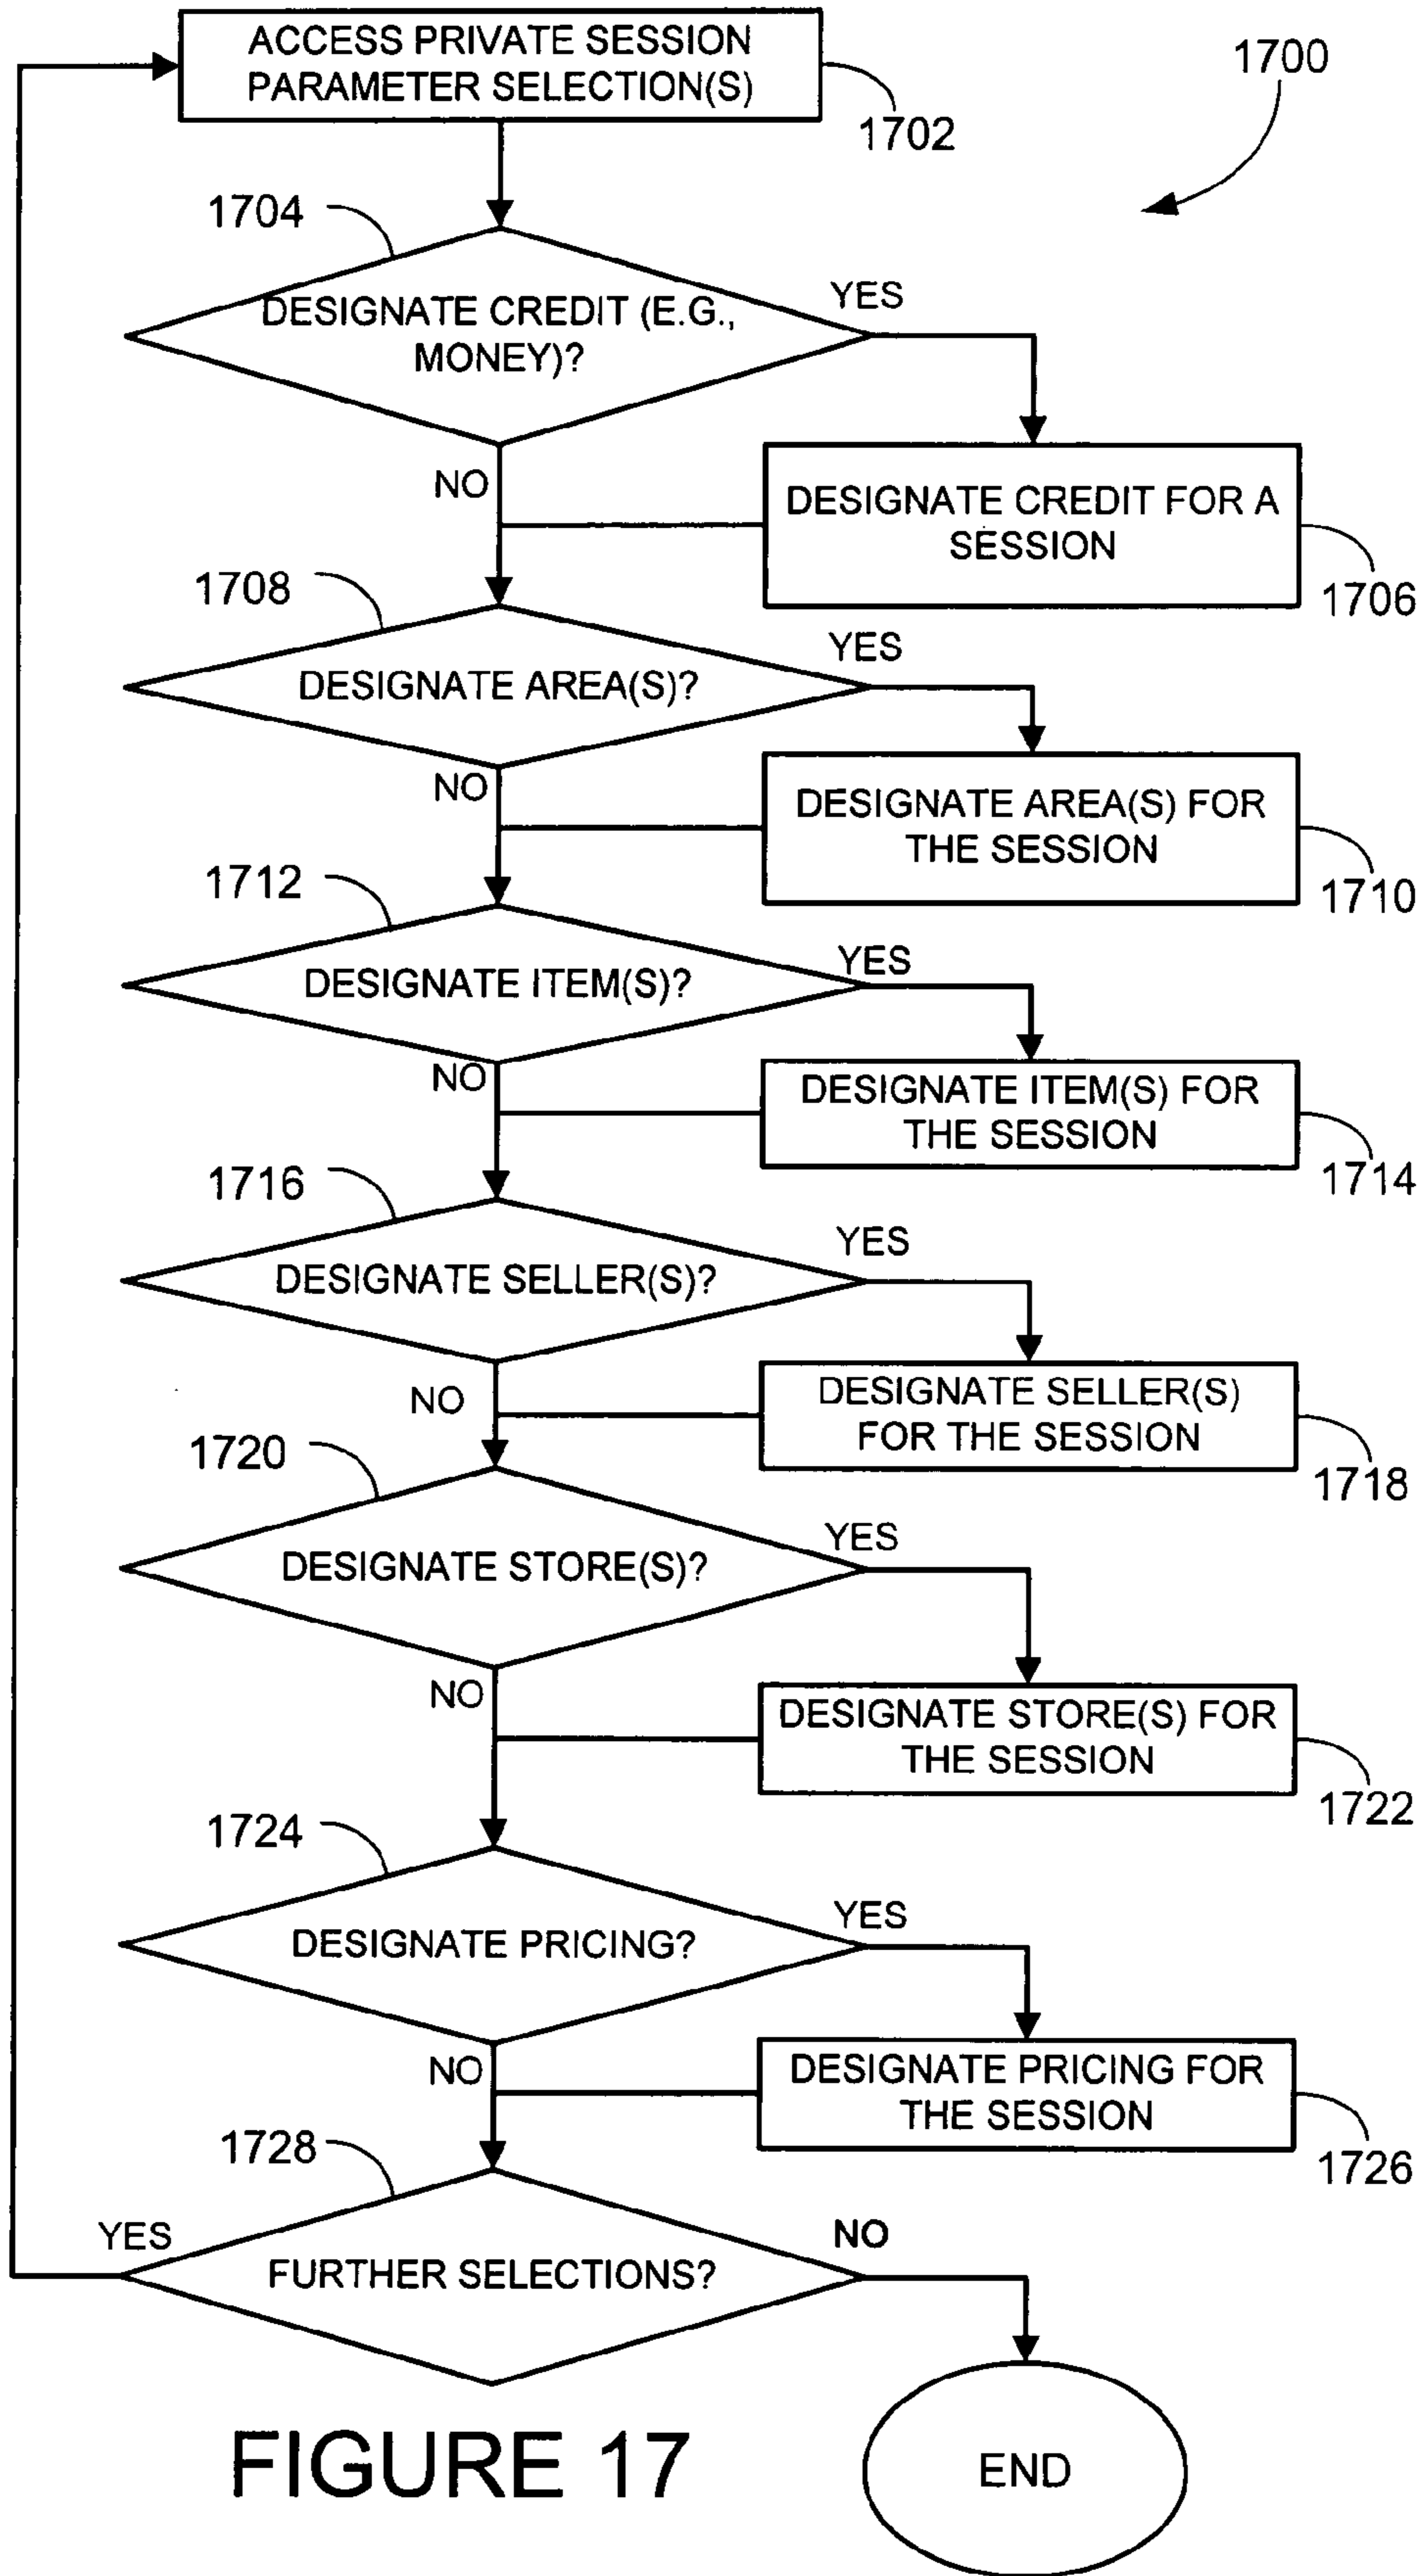 ACCESS PRIVATE SESSION
PARAMETER SELECTION(S)
1700
1702
1704
DESIGNATE CREDIT (E.G.,
MONEY)?
YES
NO
DESIGNATE CREDIT FOR A
SESSION
1706
1708
DESIGNATE AREA(S)?
YES
NO
DESIGNATE AREA(S) FOR
THE SESSION
1710
1712
DESIGNATE ITEM(S)?
YES
NO
DESIGNATE ITEM(S) FOR
THE SESSION
1714
1716
DESIGNATE SELLER(S)?
YES
NO
DESIGNATE SELLER(S)
FOR THE SESSION
1718
1720
DESIGNATE STORE(S)?
YES
NO
DESIGNATE STORE(S) FOR
THE SESSION
1722
1724
DESIGNATE PRICING?
YES
NO
DESIGNATE PRICING FOR
THE SESSION
1726
1728
YES
FURTHER SELECTIONS?
NO
END
FIGURE 17